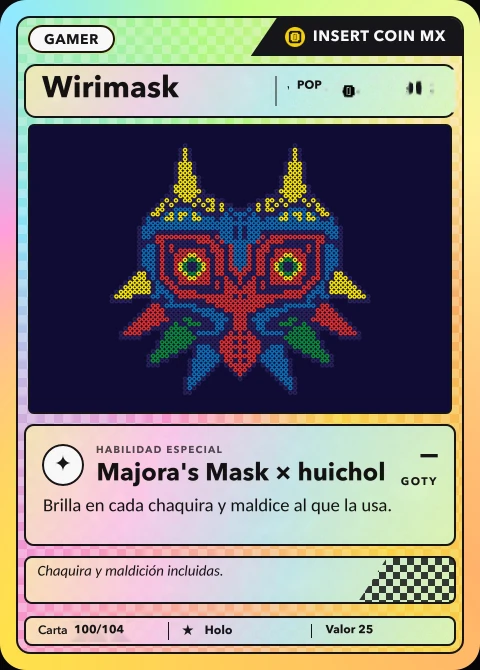 GAMER
INSERT COIN MX
Wirimask
POP
HABILIDAD ESPECIAL
Majora's Mask × huichol
GOTY
Brilla en cada chaquira y maldice al que la usa.
Chaquira y maldición incluidas.
Carta 100/104 ★ Holo Valor 25